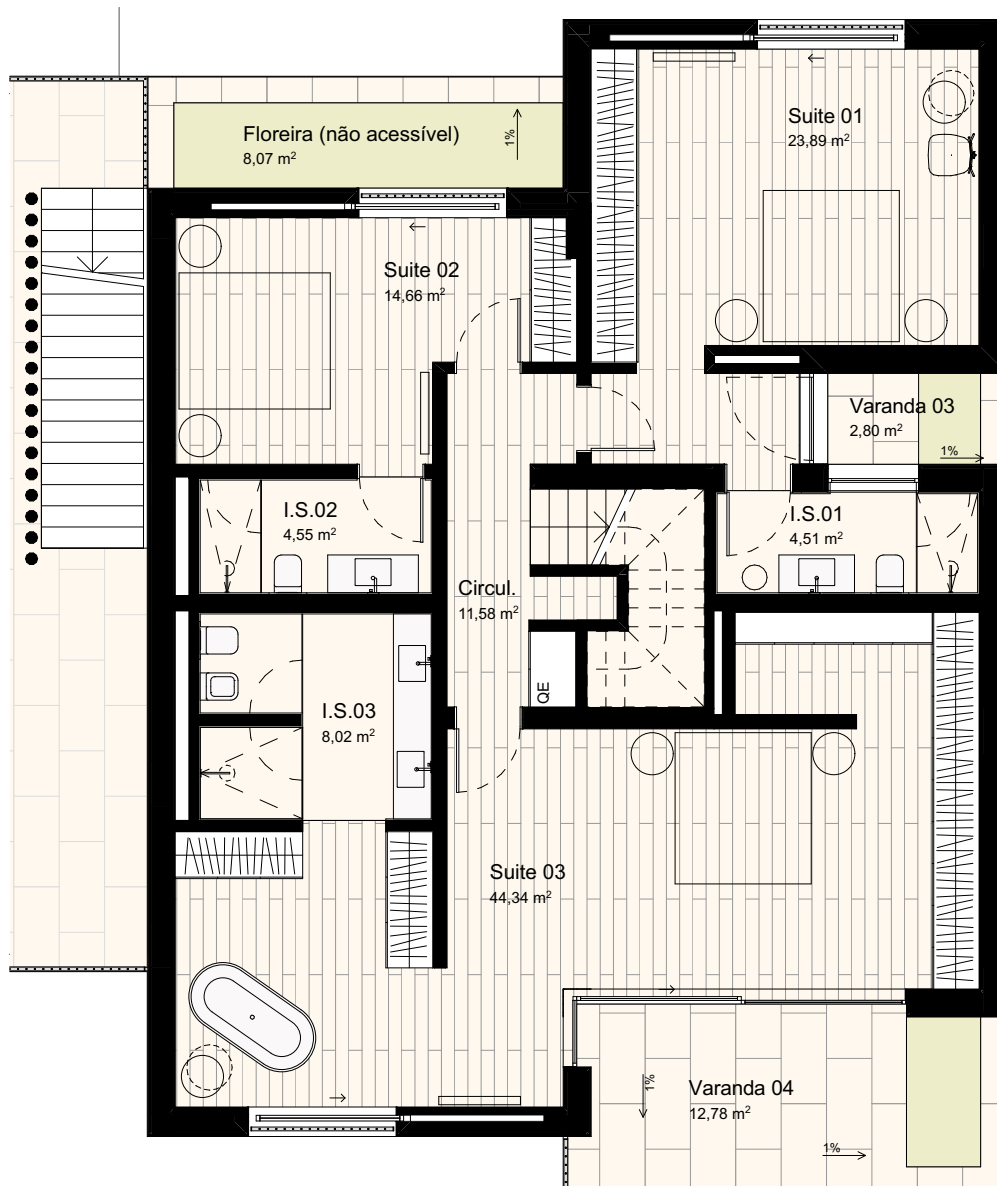 Suite 01
23,89 m²
Floreira (não acessível)
8,07 m²
1%
Suite 02
14,66 m²
Varanda 03
2,80 m²
1%
I.S.02
4,55 m²
I.S.01
4,51 m²
Circul.
11,58 m²
QE
I.S.03
8,02 m²
Suite 03
44,34 m²
Varanda 04
12,78 m²
1%
1%